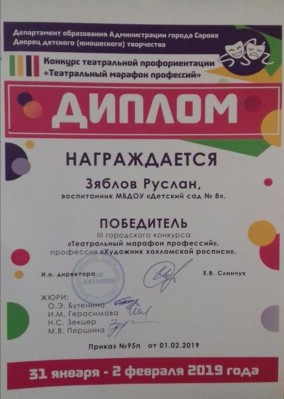 Департамент образования Администрации города Сарова
Дворец детского (юношеского) творчества
Конкурс театральной профориентации
«Театральный марафон профессий»
ДИПЛОМ
НАГРАЖДАЕТСЯ
Зяблов Руслан,
воспитанник МБДОУ «Детский сад № 8»,
ПОБЕДИТЕЛЬ
III городского конкурса
«Театральный марафон профессий»,
профессия «Художник хохломской росписи».
И.о. директора Е.В. Слинчук
ЖЮРИ:
О.Э. Бутенина
И.М. Герасимова
Н.С. Зекцер
М.В. Першина
Приказ №95п от 01.02.2019
31 января - 2 февраля 2019 года